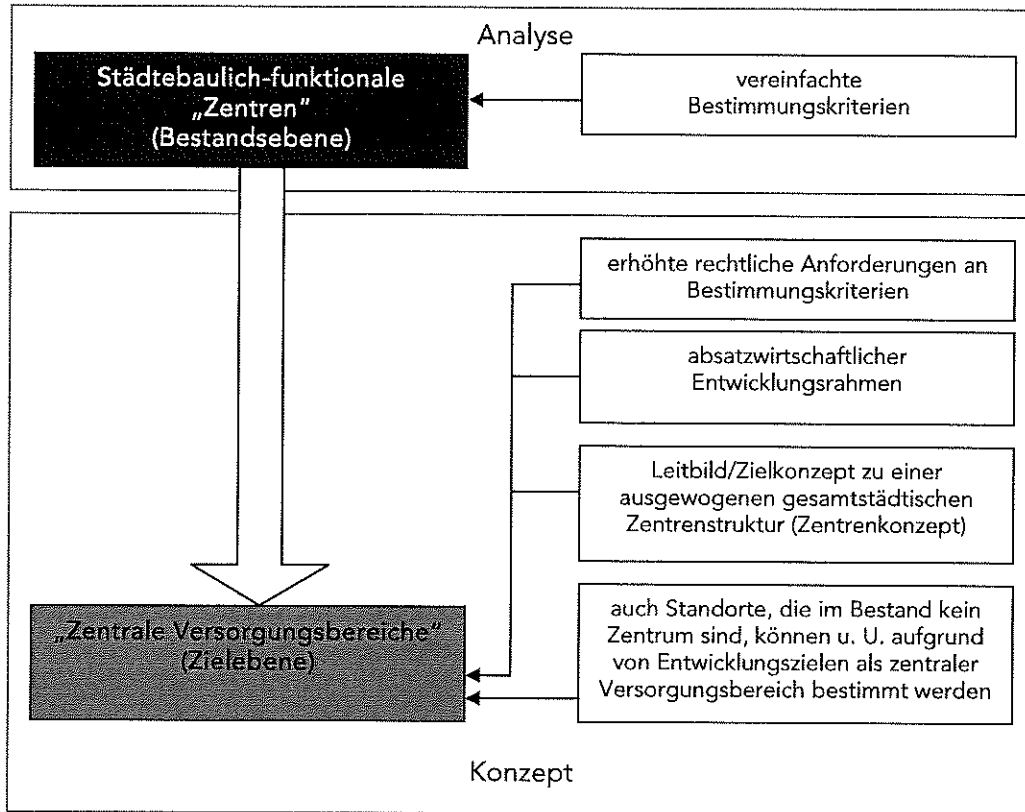 Analyse
Städtebaulich-funktionale
„Zentren“
(Bestandsebene)
vereinfachte
Bestimmungskriterien
erhöhte rechtliche Anforderungen an
Bestimmungskriterien
absatzwirtschaftlicher
Entwicklungsrahmen
Leitbild/Zielkonzept zu einer
ausgewogenen gesamtstädtischen
Zentrenstruktur (Zentrenkonzept)
„Zentrale Versorgungsbereiche“
(Zielebene)
auch Standorte, die im Bestand kein
Zentrum sind, können u. U. aufgrund
von Entwicklungszielen als zentraler
Versorgungsbereich bestimmt werden
Konzept